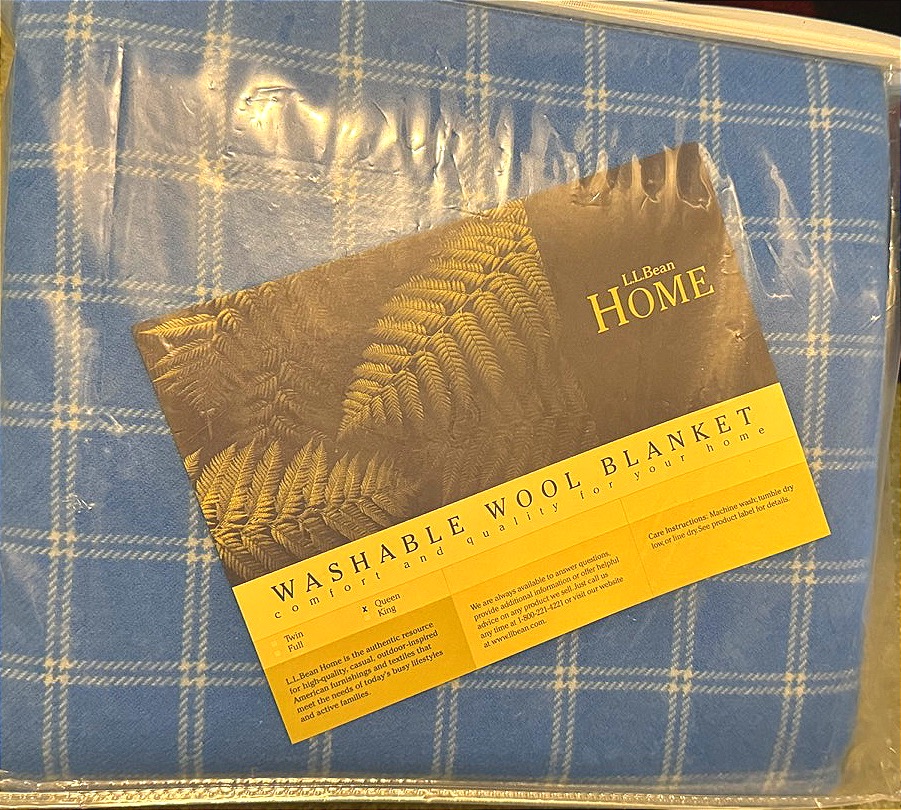 L.L.Bean
HOME
WASHABLE WOOL BLANKET
comfort and quality for your home
Twin
Full
x Queen
King
L.L.Bean Home is the authentic resource
for high-quality, casual, outdoor-inspired
American furnishings and textiles that
meet the needs of today's busy lifestyles
and active families.
We are always available to answer questions,
provide additional information or offer helpful
advice on any product we sell. Just call us
any time at 1-800-221-4221 or visit our website
at www.llbean.com.
Care Instructions: Machine wash; tumble dry
low, or line dry. See product label for details.